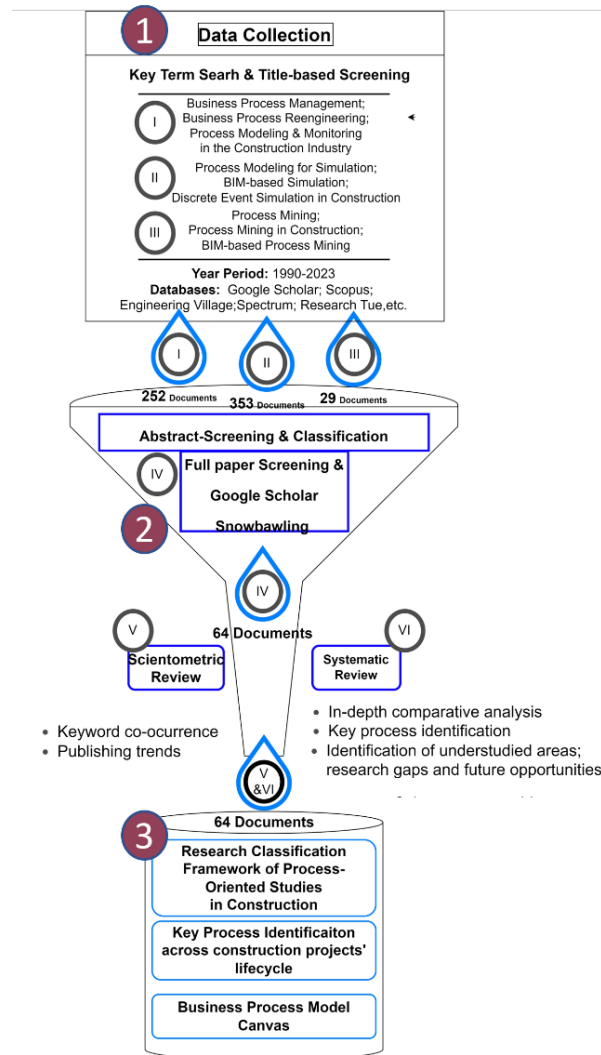 1
Data Collection
Key Term Searh & Title-based Screening
I
Business Process Management;
Business Process Reengineering;
Process Modeling & Monitoring
in the Construction Industry
II
Process Modeling for Simulation;
BIM-based Simulation;
Discrete Event Simulation in Construction
III
Process Mining;
Process Mining in Construction;
BIM-based Process Mining
Year Period: 1990-2023
Databases: Google Scholar; Scopus;
Engineering Village;Spectrum; Research Tue,etc.
I
II
III
252 Documents
353 Documents
29 Documents
Abstract-Screening & Classification
IV
Full paper Screening &
Google Scholar
Snowbawling
2
IV
64 Documents
V
Scientometric
Review
VI
Systematic
Review
• Keyword co-ocurrence
• Publishing trends
• In-depth comparative analysis
• Key process identification
• Identification of understudied areas;
research gaps and future opportunities
V
&VI
3
64 Documents
Research Classification
Framework of Process-
Oriented Studies
in Construction
Key Process Identificaiton
across construction projects'
lifecycle
Business Process Model
Canvas